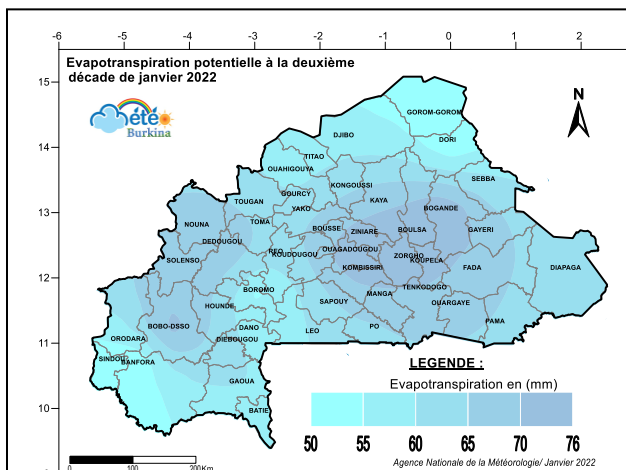 -6 -5 -4 -3 -2 -1 0 1 2
Evapotranspiration potentielle à la deuxième
décade de janvier 2022
été
Burkina
N
15
14
13
12
11
10
GOROM-GOROM
DJIBO
DORI
TITAO
OUAHIGOUYA
SEBBA
KONGOUSSI
GOURCY
KAYA
TOUGAN
YAKO
BOGANDE
NOUNA
TOMA
BOUSSE
ZINIARE
BOULSA
GAYERI
DEDOUGOU
REO
KOUDOUGOU
OUAGADOUGOU
SOLENSO
ZORGHO
KOUPELA
KOMBISSIRI
FADA
DIAPAGA
BOROMO
TENKODOGO
MANGA
SAPOUY
OUARGAYE
HOUNDE
BOBO-DSSO
DANO
LEO
PO
PAMA
ORODARA
DIEBOUGOU
SINDOU
BANFORA
GAOUA
BATIE
LEGENDE :
Evapotranspiration en (mm)
50 55 60 65 70 76
0 100 200 Km
Agence Nationale de la Météorologie/ Janvier 2022